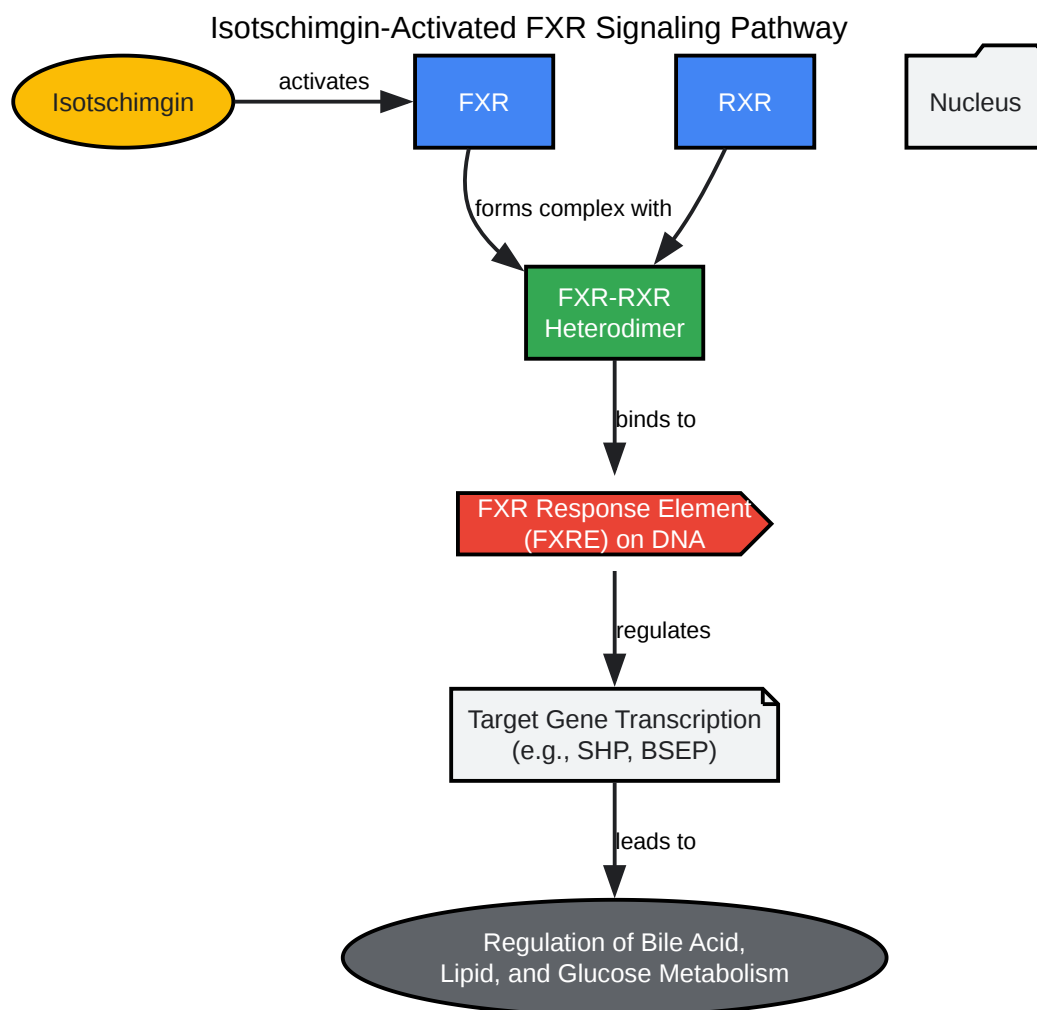 Isotschimgin-Activated FXR Signaling Pathway
Isotschimgin
activates
FXR
RXR
Nucleus
forms complex with
FXR-RXR
Heterodimer
binds to
FXR Response Element
(FXRE) on DNA
regulates
Target Gene Transcription
(e.g., SHP, BSEP)
leads to
Regulation of Bile Acid,
Lipid, and Glucose Metabolism